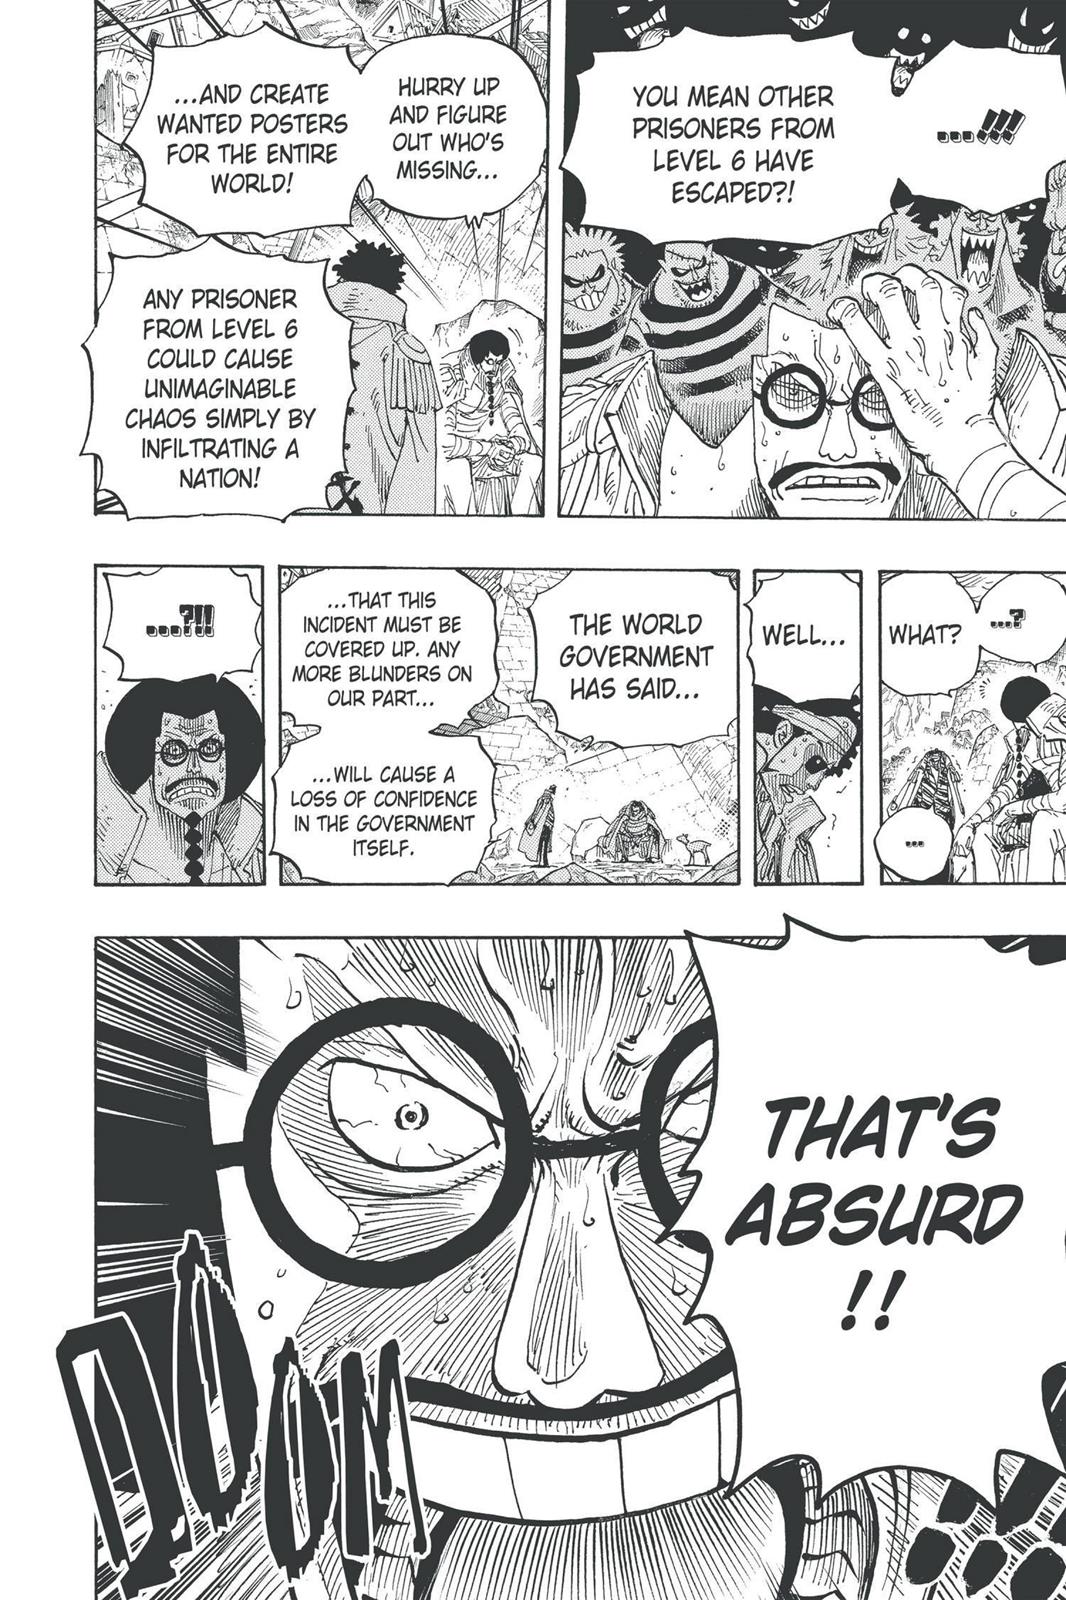 ....!!!
YOU MEAN OTHER
PRISONERS FROM
LEVEL 6 HAVE
ESCAPED?!
HURRY UP
AND FIGURE
OUT WHO'S
MISSING...
...AND CREATE
WANTED POSTERS
FOR THE ENTIRE
WORLD!
ANY PRISONER
FROM LEVEL 6
COULD CAUSE
UNIMAGINABLE
CHAOS SIMPLY BY
INFILTRATING A
NATION!
...?
WHAT?
...
WELL...
THE WORLD
GOVERNMENT
HAS SAID...
...THAT THIS
INCIDENT MUST BE
COVERED UP. ANY
MORE BLUNDERS ON
OUR PART...
...WILL CAUSE A
LOSS OF CONFIDENCE
IN THE GOVERNMENT
ITSELF.
....?!!
THAT'S
ABSURD
!!
DOOM